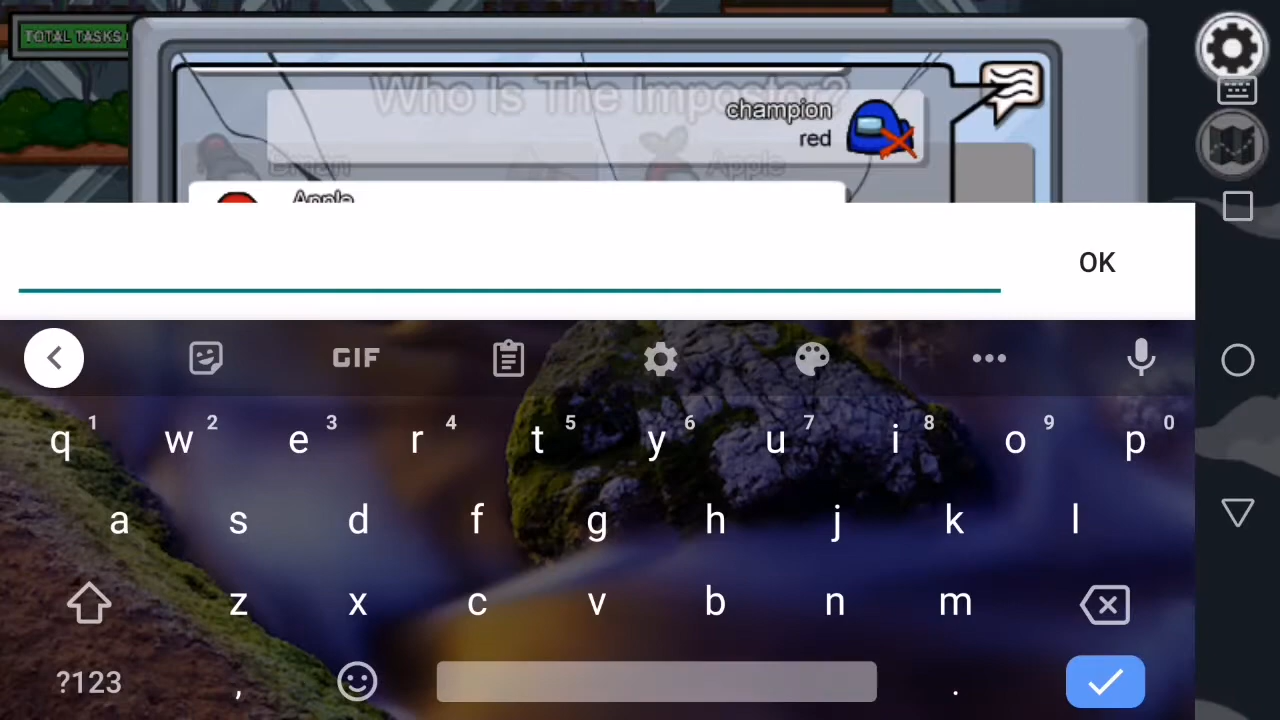 TOTAL TASKS
Who Is The Impostor?
champion
red
Apple
Apple
OK
GIF
1 2 3 4 5 6 7 8 9 0
q w e r t y u i o p
a s d f g h j k l
z x c v b n m
?123 , .